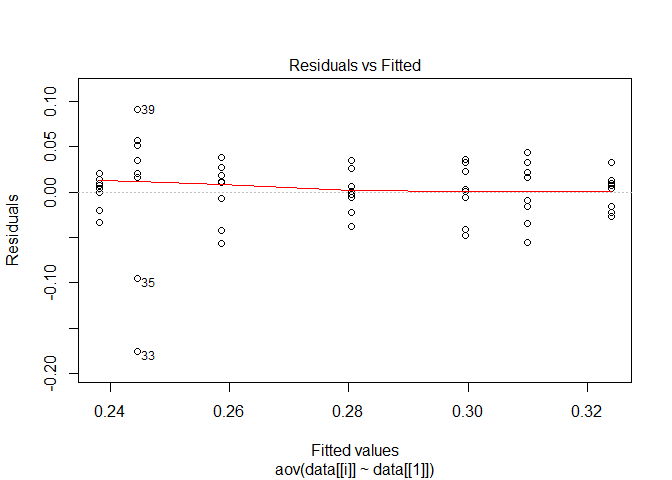 Residuals vs Fitted
Residuals
0.10
0.05
0.00
-0.10
-0.20
39
35
33
0.24 0.26 0.28 0.30 0.32
Fitted values
aov(data[[i]] ~ data[[1]])